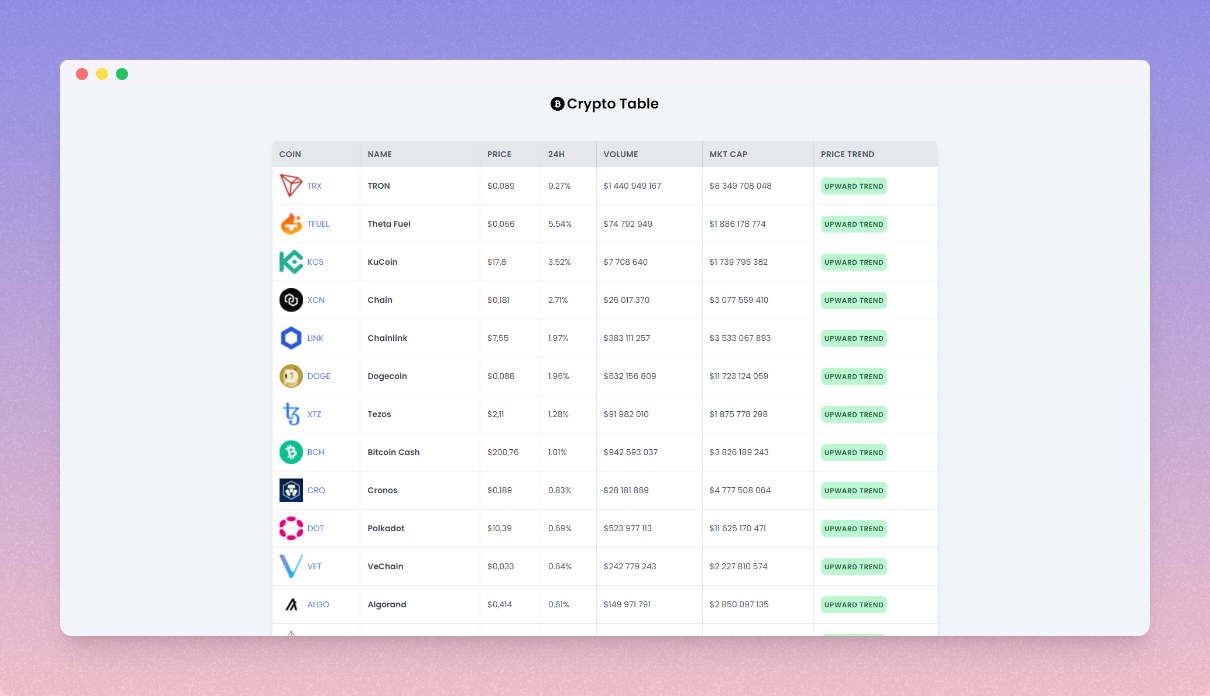 Crypto Table
COIN NAME PRICE 24H VOLUME MKT CAP PRICE TREND
TRX TRON $0,089 9.27% $1 440 949 167 $8 349 708 048 UPWARD TREND
TFUEL Theta Fuel $0,066 5.54% $74 792 949 $1 886 178 774 UPWARD TREND
KCS KuCoin $17,8 3.52% $7 708 640 $1 739 795 382 UPWARD TREND
XCN Chain $0,181 2.71% $26 017 370 $3 077 559 410 UPWARD TREND
LINK Chainlink $7,55 1.97% $383 111 257 $3 533 067 893 UPWARD TREND
DOGE Dogecoin $0,088 1.96% $632 156 809 $11 723 124 059 UPWARD TREND
XTZ Tezos $2,11 1.28% $91 982 010 $1 875 778 298 UPWARD TREND
BCH Bitcoin Cash $200,76 1.01% $942 593 037 $3 826 189 243 UPWARD TREND
CRO Cronos $0,189 0.83% $28 181 889 $4 777 508 064 UPWARD TREND
DOT Polkadot $10,39 0.69% $523 977 113 $11 625 170 471 UPWARD TREND
VET VeChain $0,033 0.64% $242 779 243 $2 227 810 574 UPWARD TREND
ALGO Algorand $0,414 0.61% $149 971 791 $2 850 097 135 UPWARD TREND